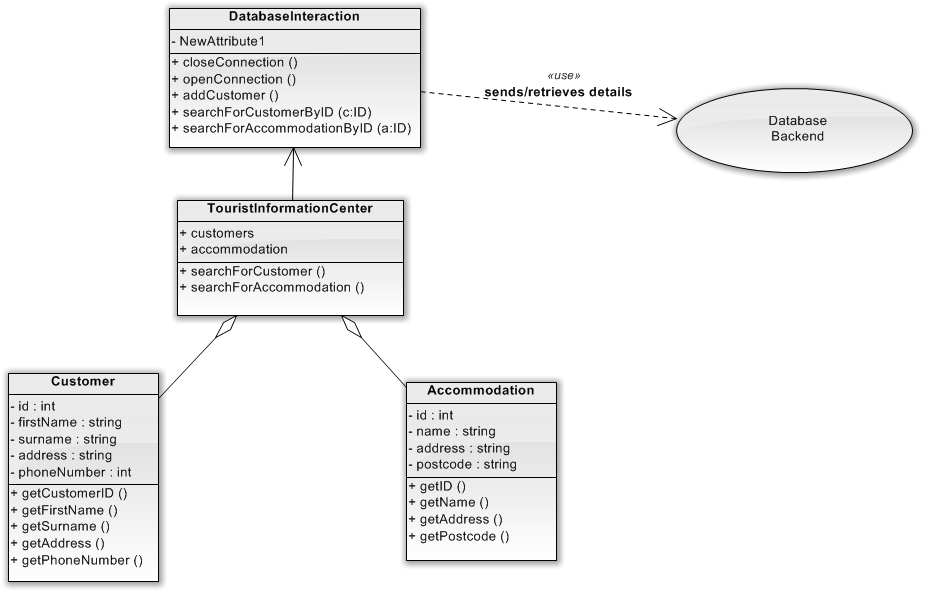 DatabaseInteraction
- NewAttribute1
+ closeConnection ()
+ openConnection ()
+ addCustomer ()
+ searchForCustomerByID (c:ID)
+ searchForAccommodationByID (a:ID)
«use»
sends/retrieves details
Database
Backend
TouristInformationCenter
+ customers
+ accommodation
+ searchForCustomer ()
+ searchForAccommodation ()
Customer
- id : int
- firstName : string
- surname : string
- address : string
- phoneNumber : int
+ getCustomerID ()
+ getFirstName ()
+ getSurname ()
+ getAddress ()
+ getPhoneNumber ()
Accommodation
- id : int
- name : string
- address : string
- postcode : string
+ getID ()
+ getName ()
+ getAddress ()
+ getPostcode ()